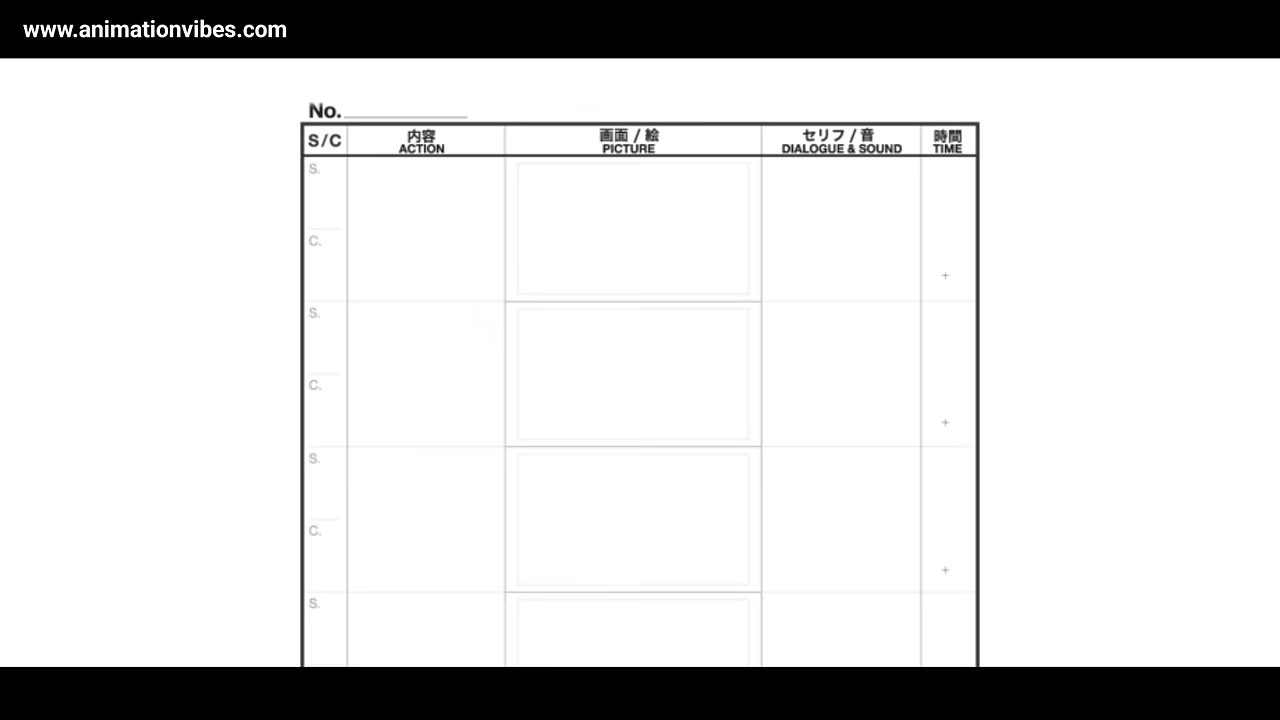 www.animationvibes.com
No.
S/C 内容 画面 / 絵 セリフ / 音 時間
ACTION PICTURE DIALOGUE & SOUND TIME
S.
C.
+
S.
C.
+
S.
C.
+
S.